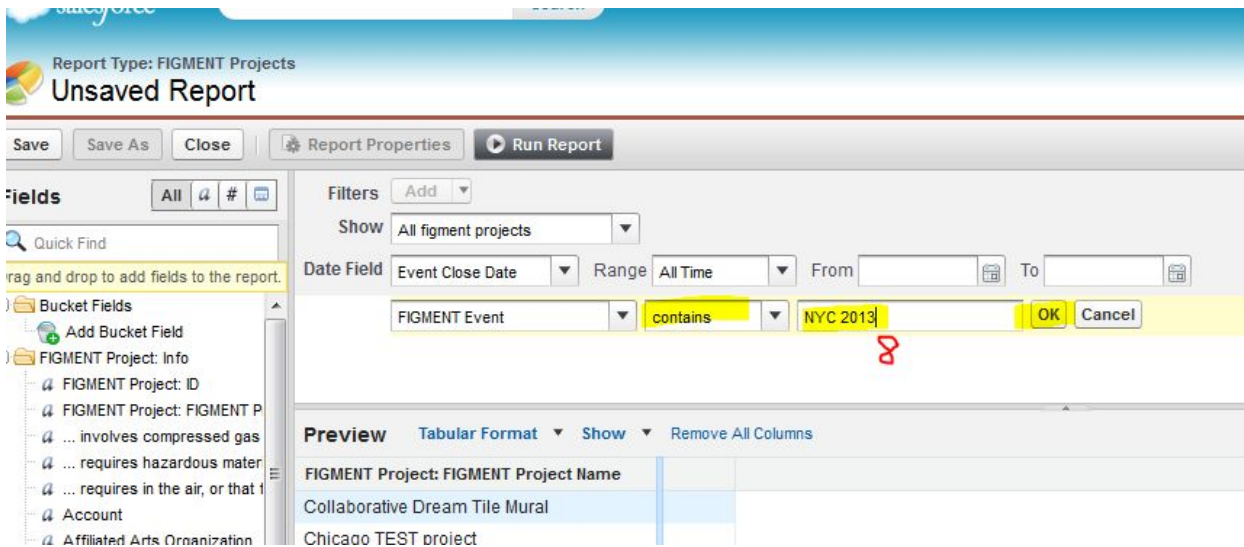 salesforce
Search
Report Type: FIGMENT Projects
Unsaved Report
Save Save As Close Report Properties Run Report
Fields All a # 
Filters Add
Quick Find
Show All figment projects
Drag and drop to add fields to the report.
Date Field Event Close Date Range All Time From To
FIGMENT Event contains NYC 2013 OK Cancel
8
Bucket Fields
Add Bucket Field
FIGMENT Project: Info
a FIGMENT Project: ID
a FIGMENT Project: FIGMENT P
a ... involves compressed gas
a ... requires hazardous mater
a ... requires in the air, or that f
a Account
a Affiliated Arts Organization
Preview Tabular Format Show Remove All Columns
FIGMENT Project: FIGMENT Project Name
Collaborative Dream Tile Mural
Chicago TEST project